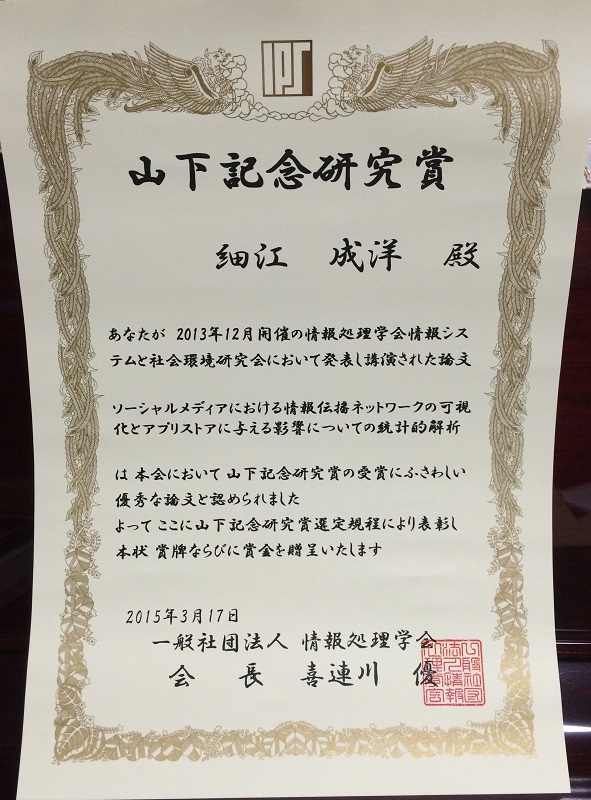 IPS
山下記念研究賞
細江 成洋 殿
あなたが 2013年12月開催の情報処理学会情報シス
テムと社会環境研究会において発表し講演された論文
ソーシャルメディアにおける情報伝播ネットワークの可視
化とアプリストアに与える影響についての統計的解析
は 本会において 山下記念研究賞の受賞にふさわしい
優秀な論文と認められました
よって ここに山下記念研究賞選定規程により表彰し
本状 賞牌ならびに賞金を贈呈いたします
2015年3月17日
一般社団法人 情報処理学会
会 長 喜連川 優